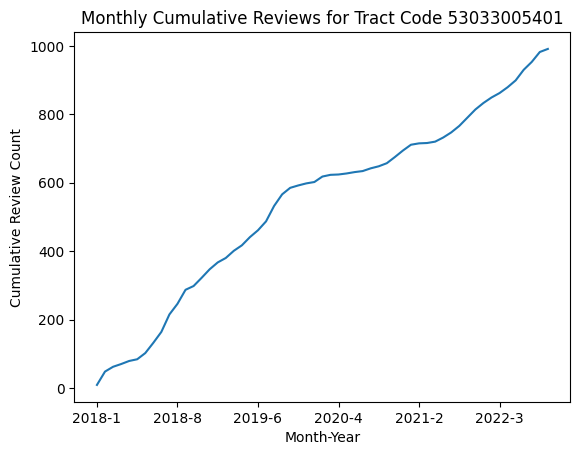 Monthly Cumulative Reviews for Tract Code 53033005401
1000
800
600
400
200
0
Cumulative Review Count
2018-1 2018-8 2019-6 2020-4 2021-2 2022-3
Month-Year